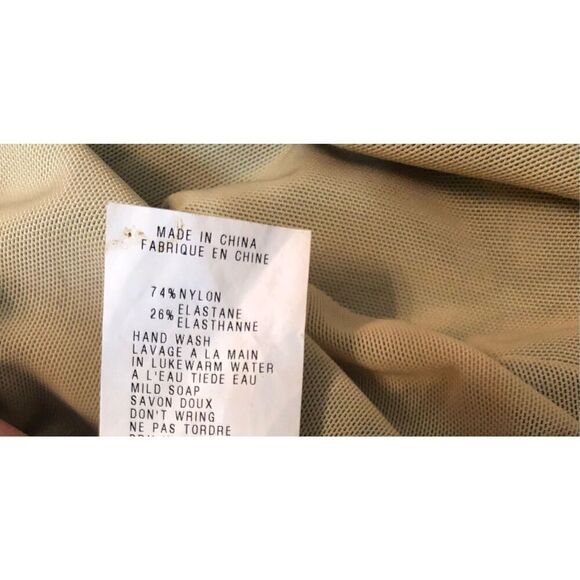 MADE IN CHINA
FABRIQUE EN CHINE
74% NYLON
26% ELASTANE
ELASTHANNE
HAND WASH
LAVAGE A LA MAIN
IN LUKEWARM WATER
A L'EAU TIEDE EAU
MILD SOAP
SAVON DOUX
DON'T WRING
NE PAS TORDRE